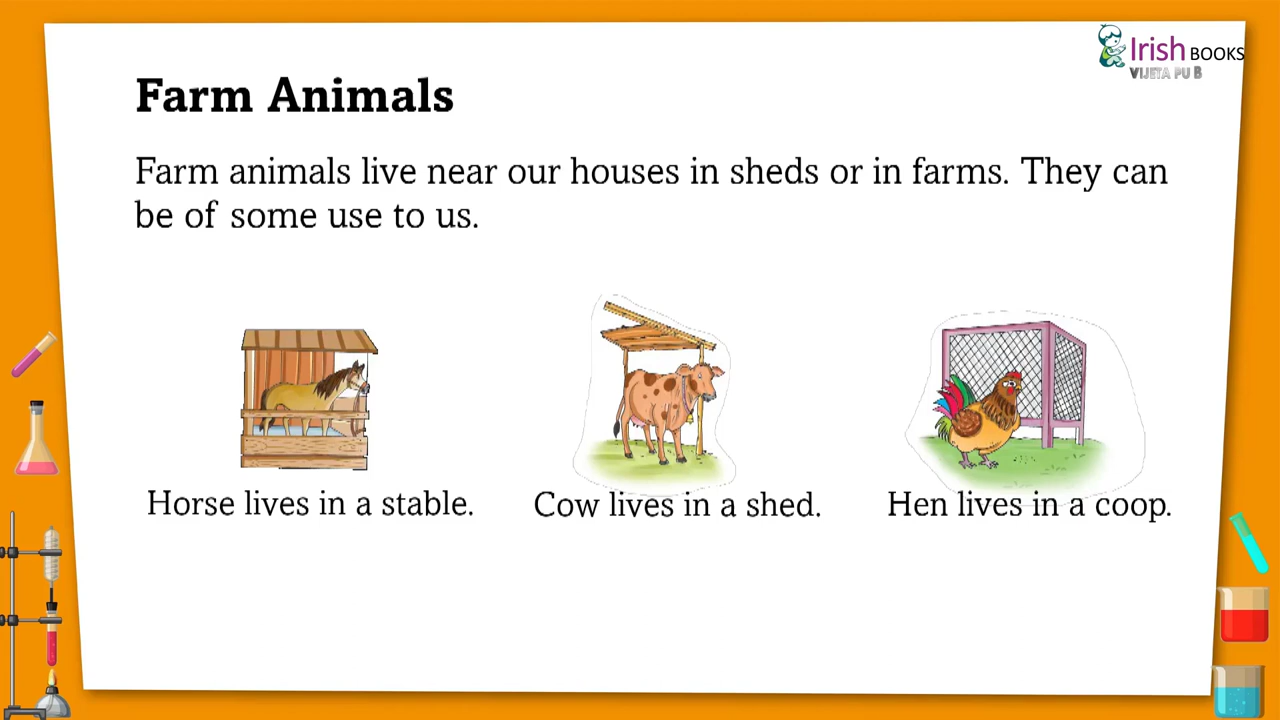 Irish BOOKS
VIJETA PU B
Farm Animals
Farm animals live near our houses in sheds or in farms. They can
be of some use to us.
Horse lives in a stable.
Cow lives in a shed.
Hen lives in a coop.